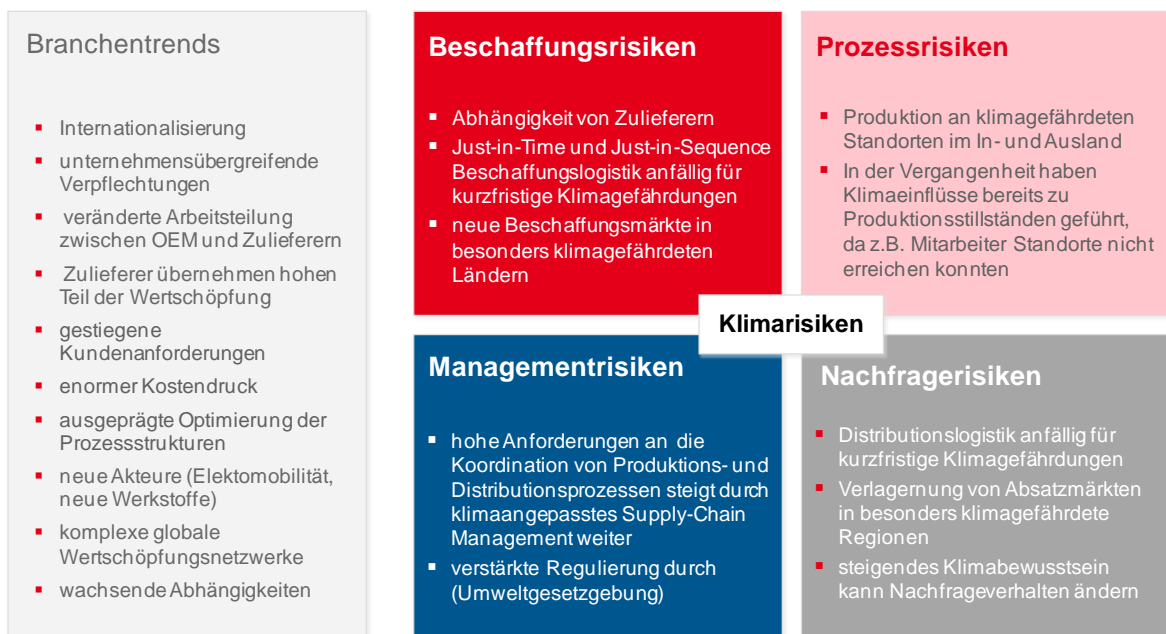 Branchentrends
Internationalisierung
unternehmensübergreifende
Verpflechtungen
veränderte Arbeitsteilung
zwischen OEM und Zulieferern
Zulieferer übernehmen hohen
Teil der Wertschöpfung
gestiegene
Kundenanforderungen
enormer Kostendruck
ausgeprägte Optimierung der
Prozessstrukturen
neue Akteure (Elektomobilität,
neue Werkstoffe)
komplexe globale
Wertschöpfungsnetzwerke
wachsende Abhängigkeiten
Beschaffungsrisiken
Abhängigkeit von Zulieferern
Just-in-Time und Just-in-Sequence
Beschaffungslogistik anfällig für
kurzfristige Klimagefährdungen
neue Beschaffungsmärkte in
besonders klimagefährdeten
Ländern
Prozessrisiken
Produktion an klimagefährdeten
Standorten im In- und Ausland
In der Vergangenheit haben
Klimaeinflüsse bereits zu
Produktionsstillständen geführt,
da z.B. Mitarbeiter Standorte nicht
erreichen konnten
Klimarisiken
Managementrisiken
hohe Anforderungen an die
Koordination von Produktions- und
Distributionsprozessen steigt durch
klimaangepasstes Supply-Chain
Management weiter
verstärkte Regulierung durch
(Umweltgesetzgebung)
Nachfragerisiken
Distributionslogistik anfällig für
kurzfristige Klimagefährdungen
Verlagernung von Absatzmärkten
in besonders klimagefährdete
Regionen
steigendes Klimabewusstsein
kann Nachfrageverhalten ändern